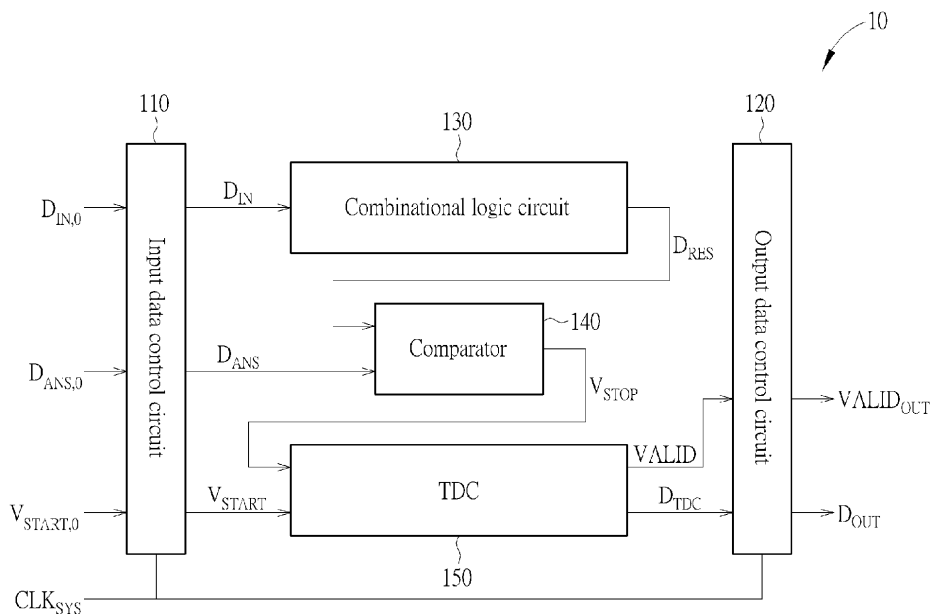 10
110
130
120
D_IN,0
D_IN
Combinational logic circuit
D_RES
Input data control circuit
Output data control circuit
140
Comparator
D_ANS,0
D_ANS
V_STOP
VALID_OUT
VALID
TDC
V_START,0
V_START
D_TDC
D_OUT
150
CLK_SYS